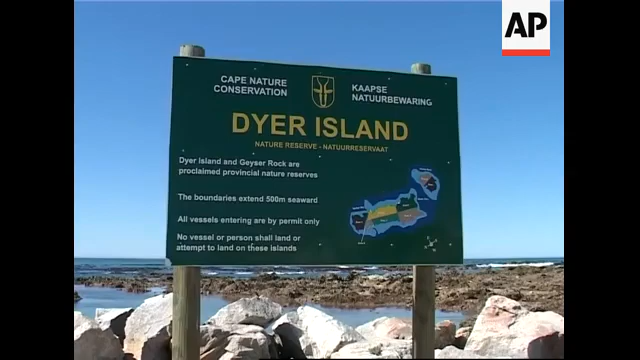 AP
CAPE NATURE
CONSERVATION
KAAPSE
NATUURBEWARING
DYER ISLAND
NATURE RESERVE - NATUURRESERVAAT
Dyer island and Geyser Rock are
proclaimed provincial nature reserves
The boundaries extend 500m seaward
All vessels entering are by permit only
No vessel or person shall land or
attempt to land on these islands